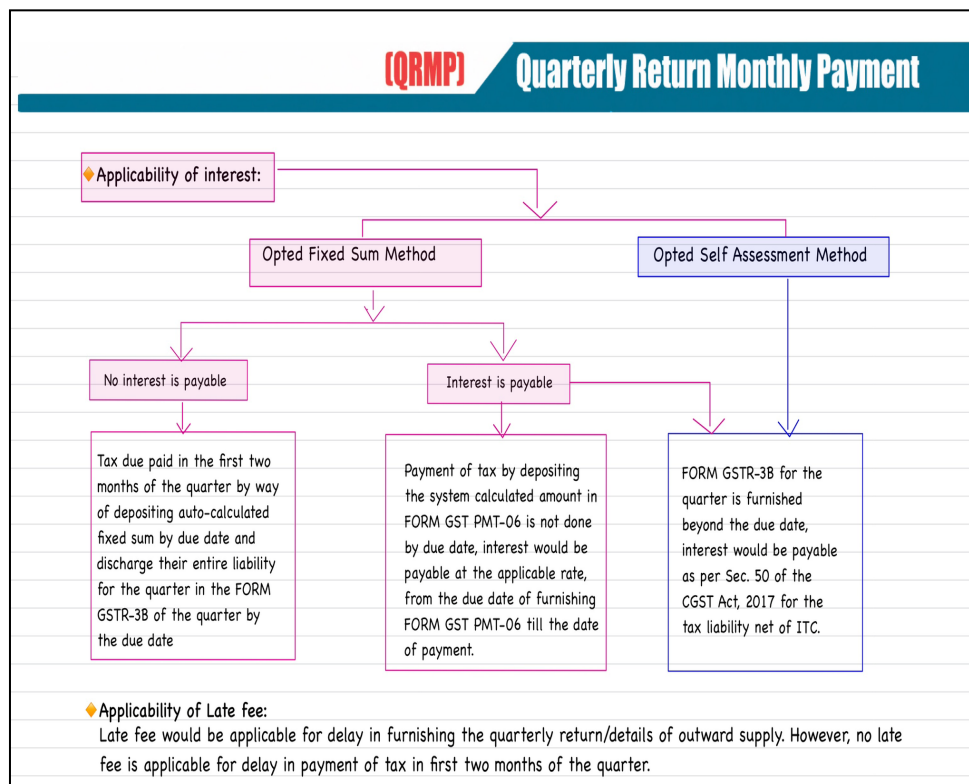 (QRMP) Quarterly Return Monthly Payment
Applicability of interest:
Opted Fixed Sum Method
Opted Self Assessment Method
No interest is payable
Interest is payable
Tax due paid in the first two
months of the quarter by way
of depositing auto-calculated
fixed sum by due date and
discharge their entire liability
for the quarter in the FORM
GSTR-3B of the quarter by
the due date
Payment of tax by depositing
the system calculated amount in
FORM GST PMT-06 is not done
by due date, interest would be
payable at the applicable rate,
from the due date of furnishing
FORM GST PMT-06 till the date
of payment.
FORM GSTR-3B for the
quarter is furnished
beyond the due date,
interest would be payable
as per Sec. 50 of the
CGST Act, 2017 for the
tax liability net of ITC.
Applicability of Late fee:
Late fee would be applicable for delay in furnishing the quarterly return/details of outward supply. However, no late
fee is applicable for delay in payment of tax in first two months of the quarter.